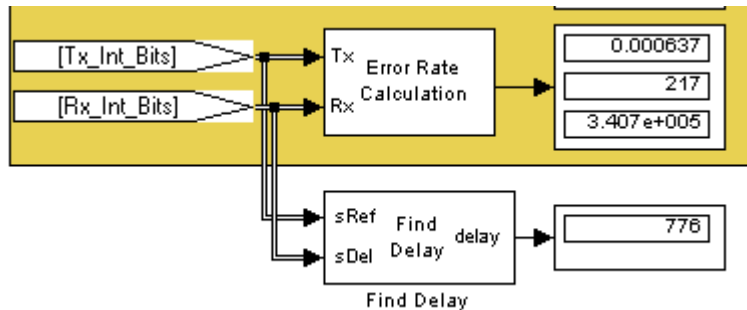 [Tx_Int_Bits]
[Rx_Int_Bits]
Tx
Rx
Error Rate
Calculation
0.000637
217
3.407e+005
sRef
sDel
Find
Delay
delay
776
Find Delay